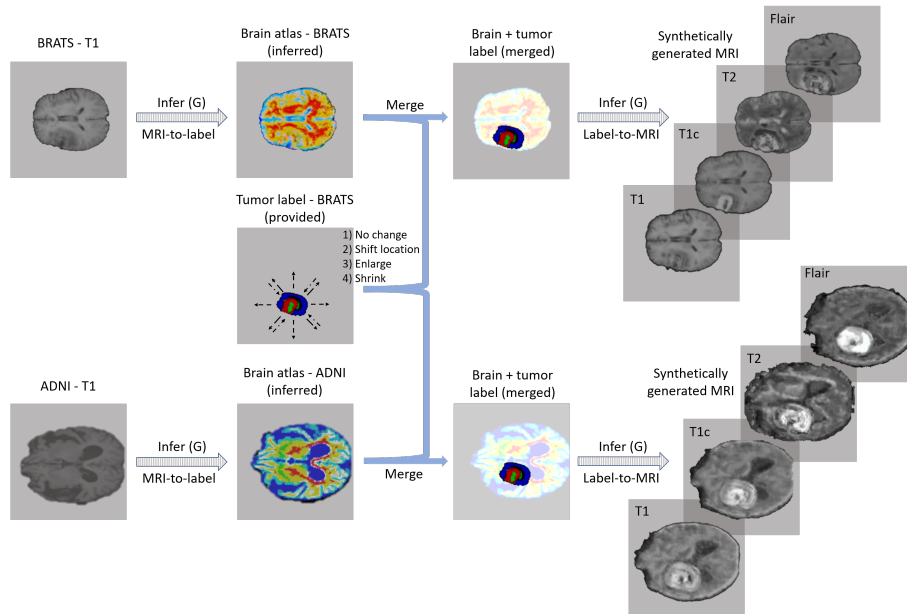 BRATS - T1
Infer (G)
MRI-to-label
Brain atlas - BRATS
(inferred)
Merge
Brain + tumor
label (merged)
Infer (G)
Label-to-MRI
Synthetically
generated MRI
Flair
T2
T1c
T1
Tumor label - BRATS
(provided)
1) No change
2) Shift location
3) Enlarge
4) Shrink
ADNI - T1
Infer (G)
MRI-to-label
Brain atlas - ADNI
(inferred)
Merge
Brain + tumor
label (merged)
Infer (G)
Label-to-MRI
Synthetically
generated MRI
Flair
T2
T1c
T1